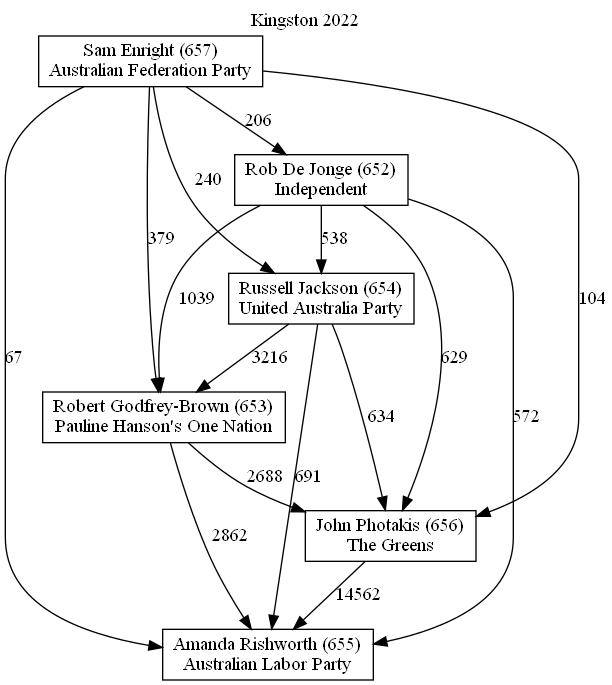 Kingston 2022
Sam Enright (657)
Australian Federation Party
206
Rob De Jonge (652)
Independent
240
379
538
104
Russell Jackson (654)
United Australia Party
1039
67
3216
629
Robert Godfrey-Brown (653)
Pauline Hanson's One Nation
634
572
2688
691
John Photakis (656)
The Greens
2862
14562
Amanda Rishworth (655)
Australian Labor Party